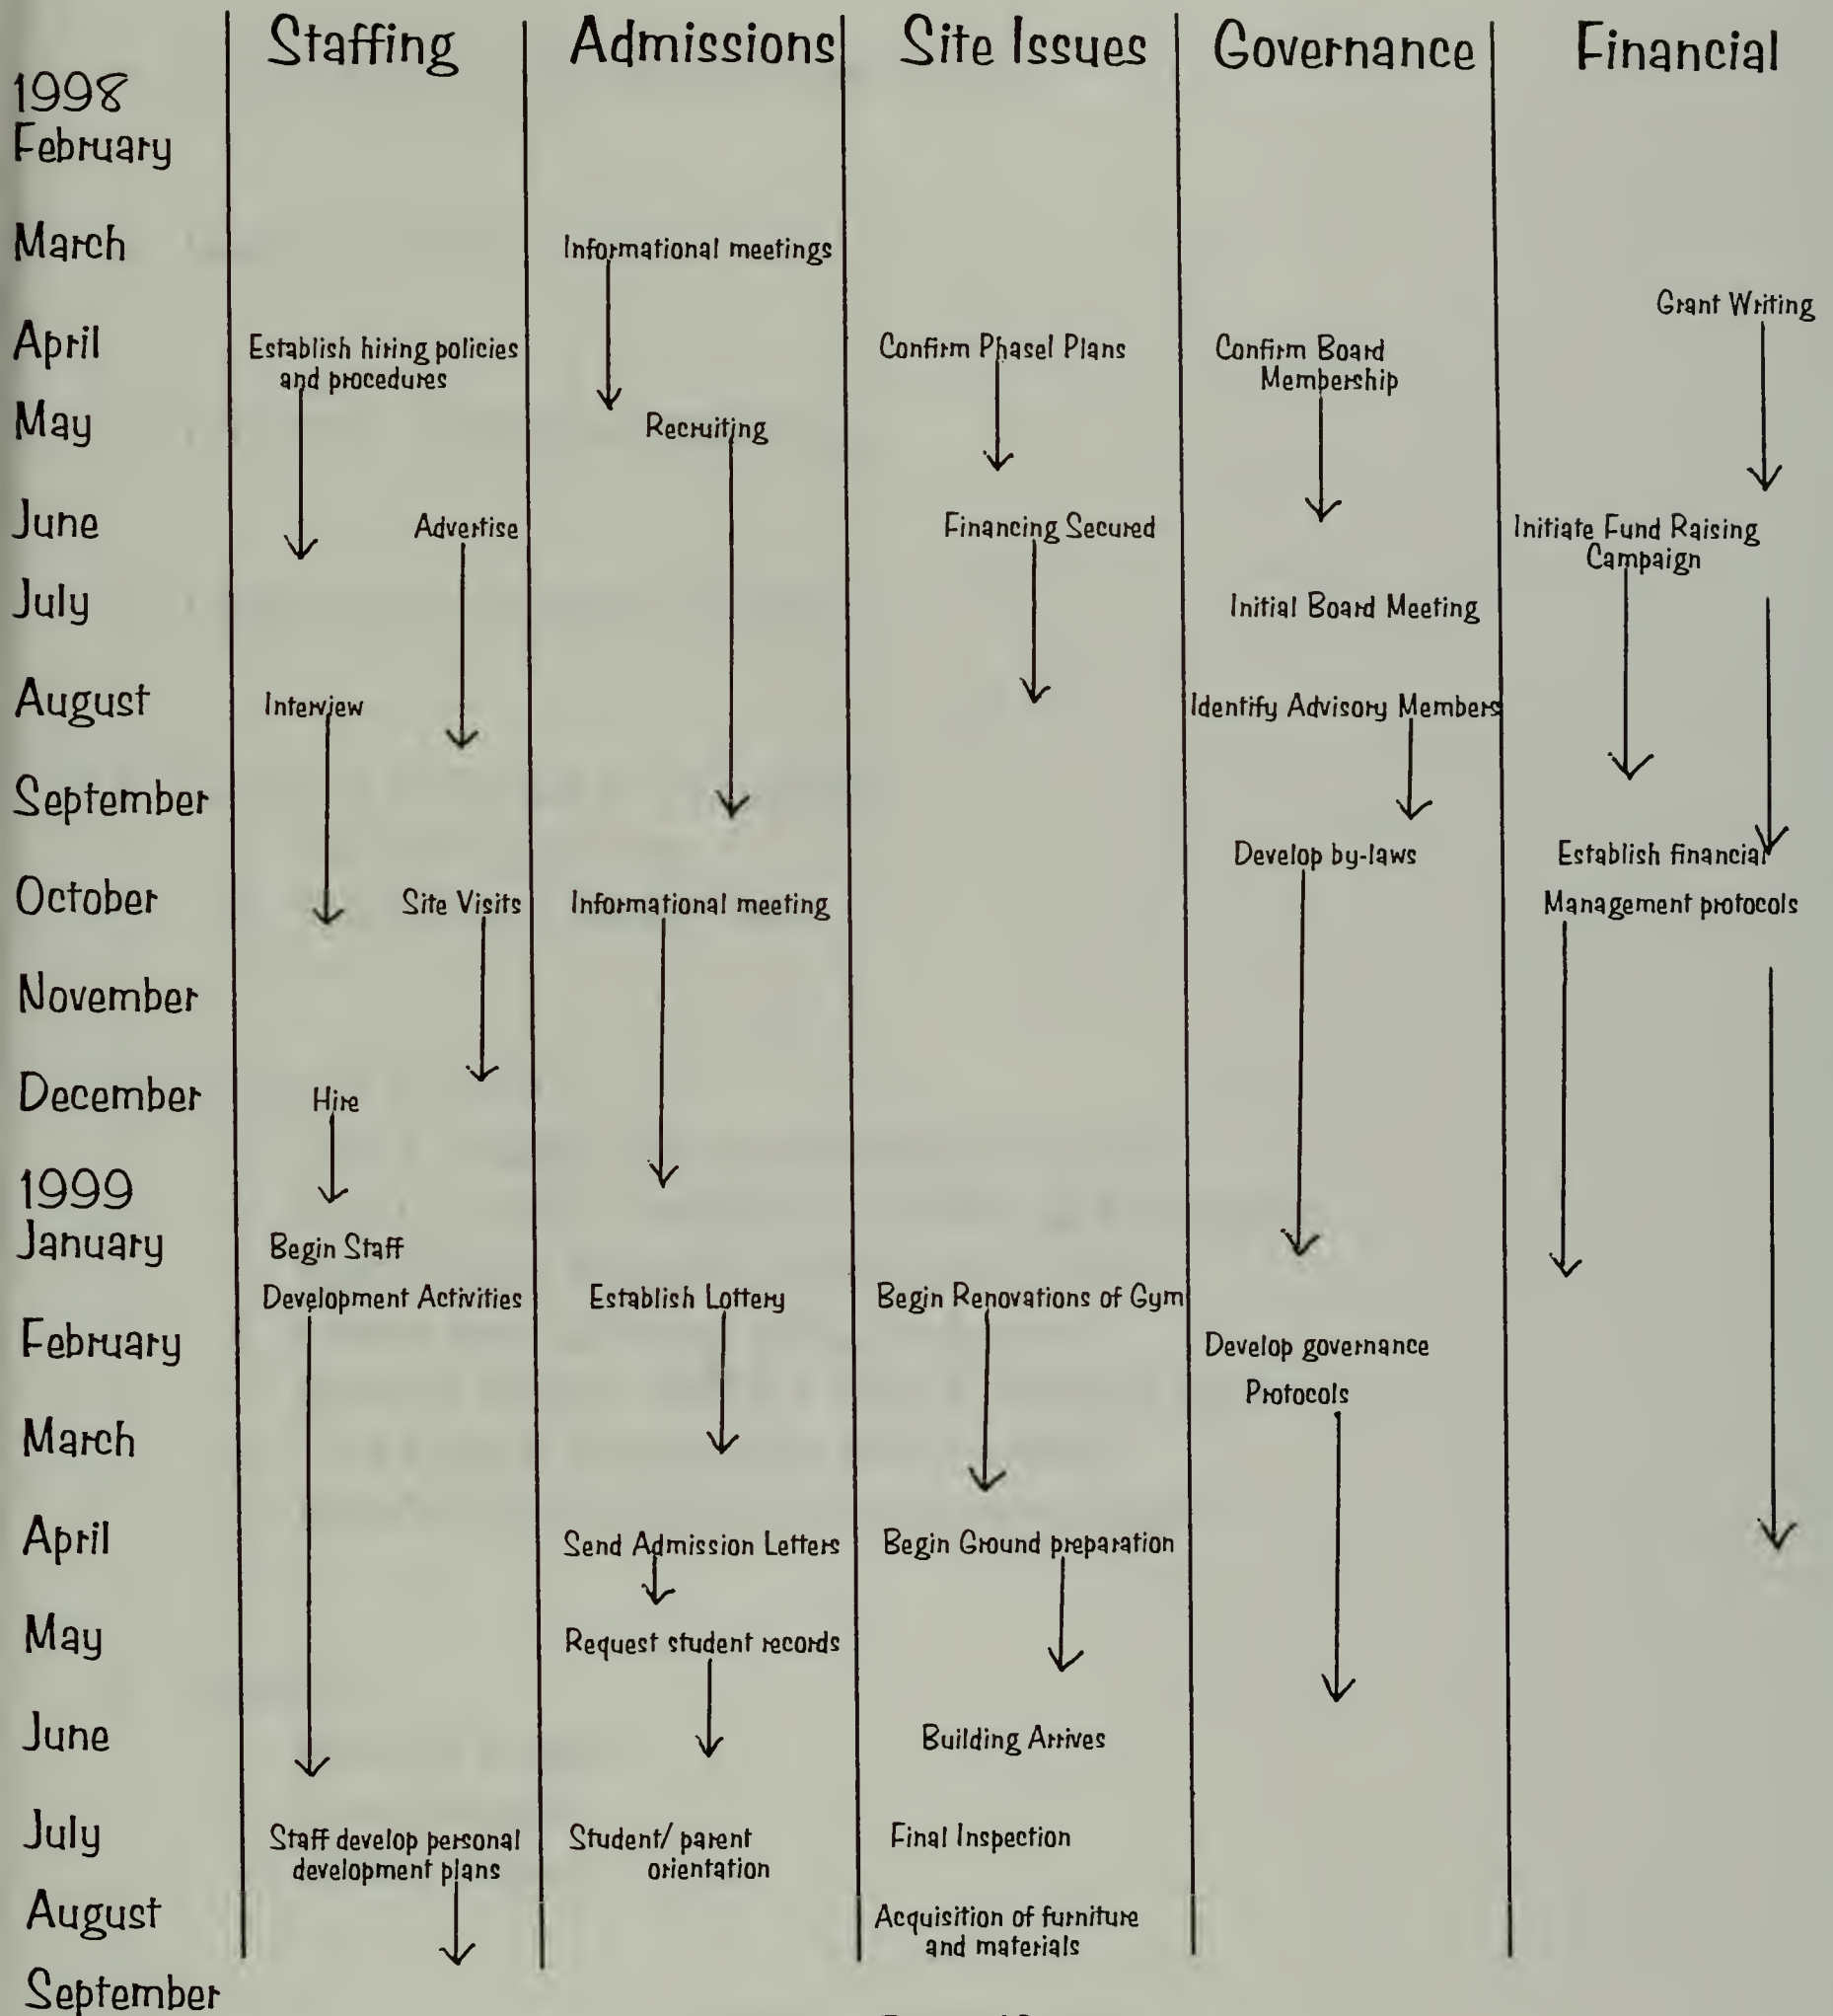 Staffing Admissions Site Issues Governance Financial
1998
February
March Informational meetings
Grant Writing
April Establish hiring policies Confirm PhaseI Plans Confirm Board
and procedures Membership
May Recruiting
June Advertise Financing Secured Initiate Fund Raising
Campaign
July Initial Board Meeting
August Interview Identify Advisory Members
September
Develop by-laws Establish financial
October Site Visits Informational meeting Management protocols
November
December Hire
1999
January Begin Staff
Development Activities Establish Lottery Begin Renovations of Gym
February Develop governance
Protocols
March
April Send Admission Letters Begin Ground preparation
May Request student records
June Building Arrives
July Staff develop personal Student/ parent Final Inspection
development plans orientation
August Acquisition of furniture
and materials
September